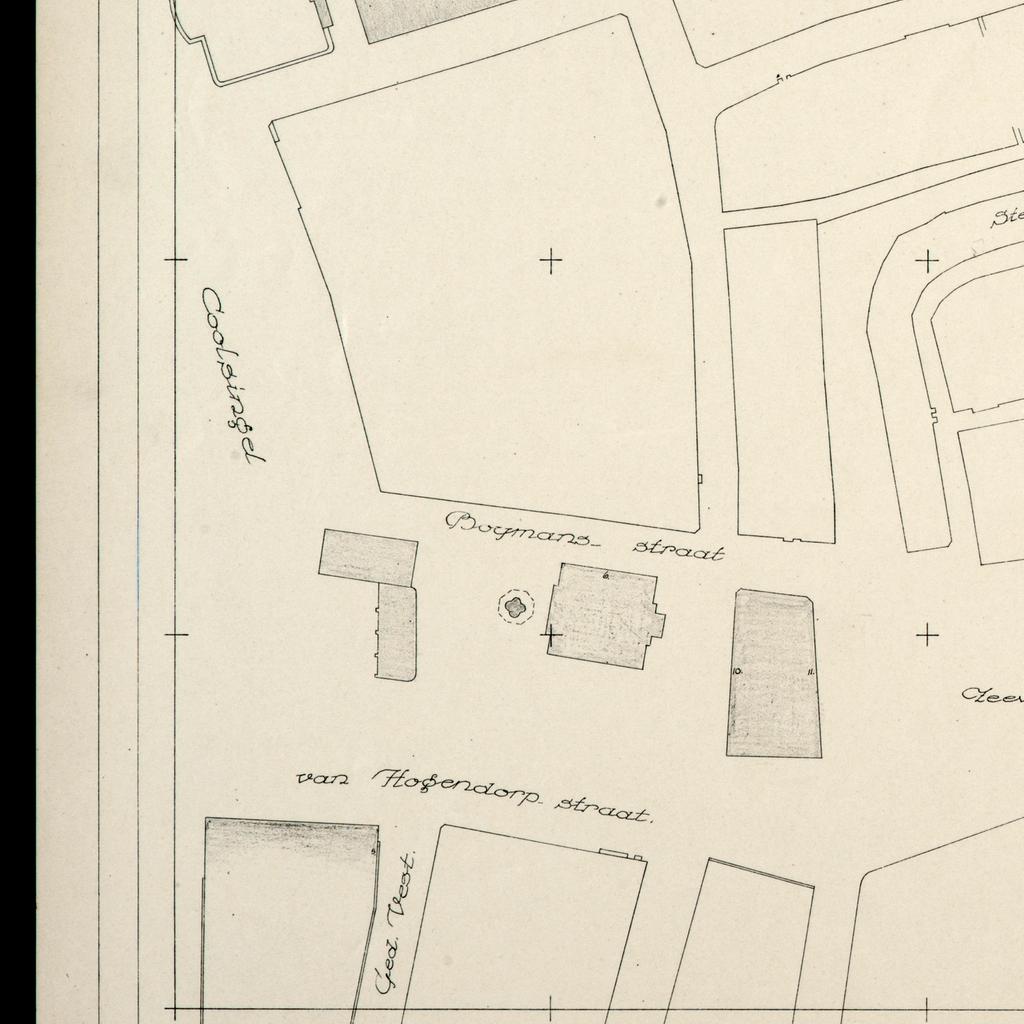 Coolsingel
Boymans- straat
6.
10.
11.
van Hogendorp- straat.
Ged. Vest.